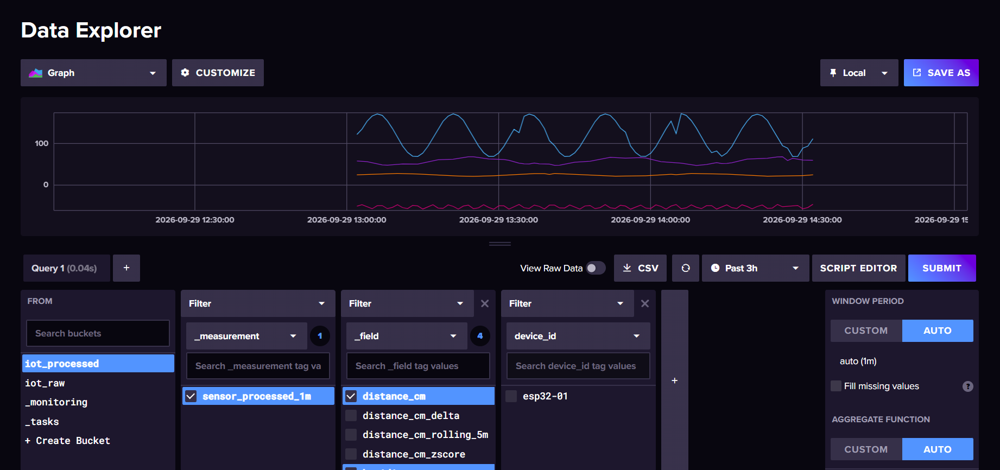 Data Explorer
Graph
CUSTOMIZE
Local
SAVE AS
100
0
2026-09-29 12:30:00
2026-09-29 13:00:00
2026-09-29 13:30:00
2026-09-29 14:00:00
2026-09-29 14:30:00
2026-09-29 15
Query 1 (0.04s)
+
View Raw Data
CSV
Past 3h
SCRIPT EDITOR
SUBMIT
FROM
Search buckets
iot_processed
iot_raw
_monitoring
_tasks
+ Create Bucket
Filter
_measurement
1
Search _measurement tag va
sensor_processed_1m
Filter
_field
4
Search _field tag values
distance_cm
distance_cm_delta
distance_cm_rolling_5m
distance_cm_zscore
Filter
device_id
Search device_id tag values
esp32-01
+
WINDOW PERIOD
CUSTOM
AUTO
auto (1m)
Fill missing values
?
AGGREGATE FUNCTION
CUSTOM
AUTO